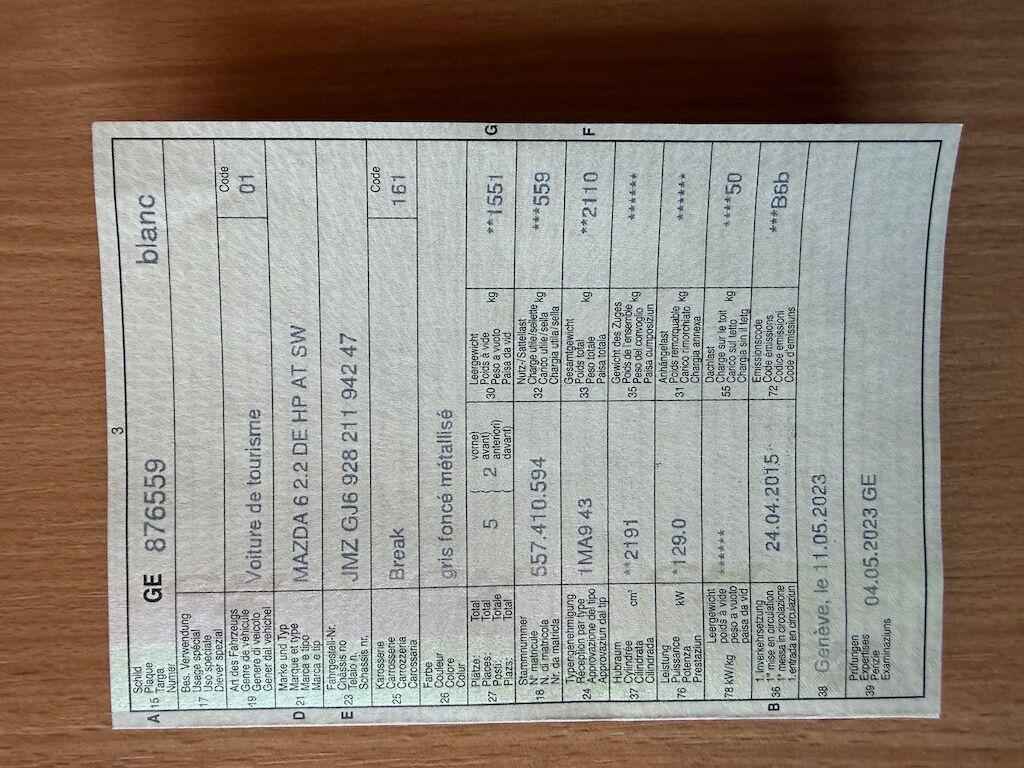 3
A 15 Schild
Plaque
Targa
Numer
GE 876559 blanc
17 Bes. Verwendung
Usage spécial
Uso speciale
Diever spezial
19 Art des Fahrzeugs
Genre de véhicule
Genere di veicolo
Gener dal vehichel
Voiture de tourisme
Code
01
D 21 Marke und Typ
Marque et type
Marca e tipo
Marca e tip
MAZDA 6 2.2 DE HP AT SW
E 23 Fahrgestell-Nr.
Châssis no
Telaio n.
Schassis nr.
JMZ GJ6 928 211 942 47
25 Karosserie
Carrosserie
Carrozzeria
Carossaria
Break
Code
161
26 Farbe
Couleur
Colore
Colur
gris foncé métallisé
27 Plätze: Total
Places: Total
Posti: Totale
Plazs: Total
5 ( 2 vorne)
avant)
anteriori)
davant)
30 Leergewicht
Poids à vide
Peso a vuoto
Paisa da vid
kg
**1551 G
18 Stammnummer
N° matricule
N. di matricola
Nr. da matricla
557.410.594
32 Nutz-/Sattellast
Charge utile/sellette
Carico utile/sella
Chargia utila/sella
kg
***559
24 Typengenehmigung
Réception par type
Approvazione del tipo
Approvaziun dal tip
1MA9 43
33 Gesamtgewicht
Poids total
Peso totale
Paisa totala
kg
**2110 F
37 Hubraum
Cylindrée
Cilindrata
Cilindrada
cm³
**2191
35 Gewicht des Zuges
Poids de l'ensemble
Peso del convoglio
Paisa cumposiziun
kg
******
76 Leistung
Puissance
Potenza
Prestaziun
kW
*129.0
31 Anhängelast
Poids remorquable
Carico rimorchiato
Chargia annexa
kg
******
78 kW/kg Leergewicht
poids à vide
peso a vuoto
paisa da vid
******
55 Dachlast
Charge sur le toit
Carico sul tetto
Chargia sin il tetg
kg
****50
B 36 1.Inverkehrsetzung
1re mise en circulation
1a messa in circolazione
1.entrada en circulaziun
24.04.2015
72 Emissionscode
Code émissions
Codice emissioni
Code d'emissiuns
***B6b
38 Genève, le 11.05.2023
39 Prüfungen
Expertises
Perizie
Examinaziuns
04.05.2023 GE